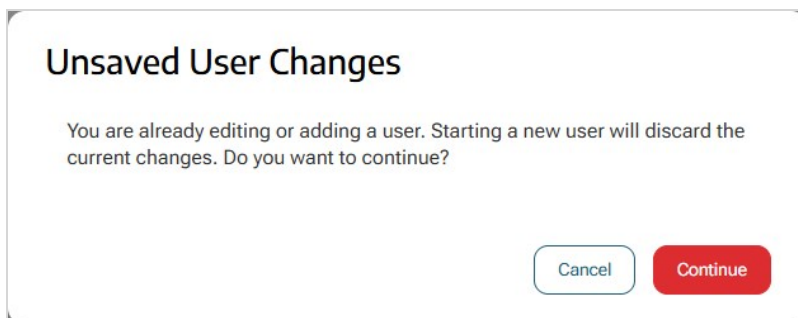 Unsaved User Changes
You are already editing or adding a user. Starting a new user will discard the
current changes. Do you want to continue?
Cancel
Continue